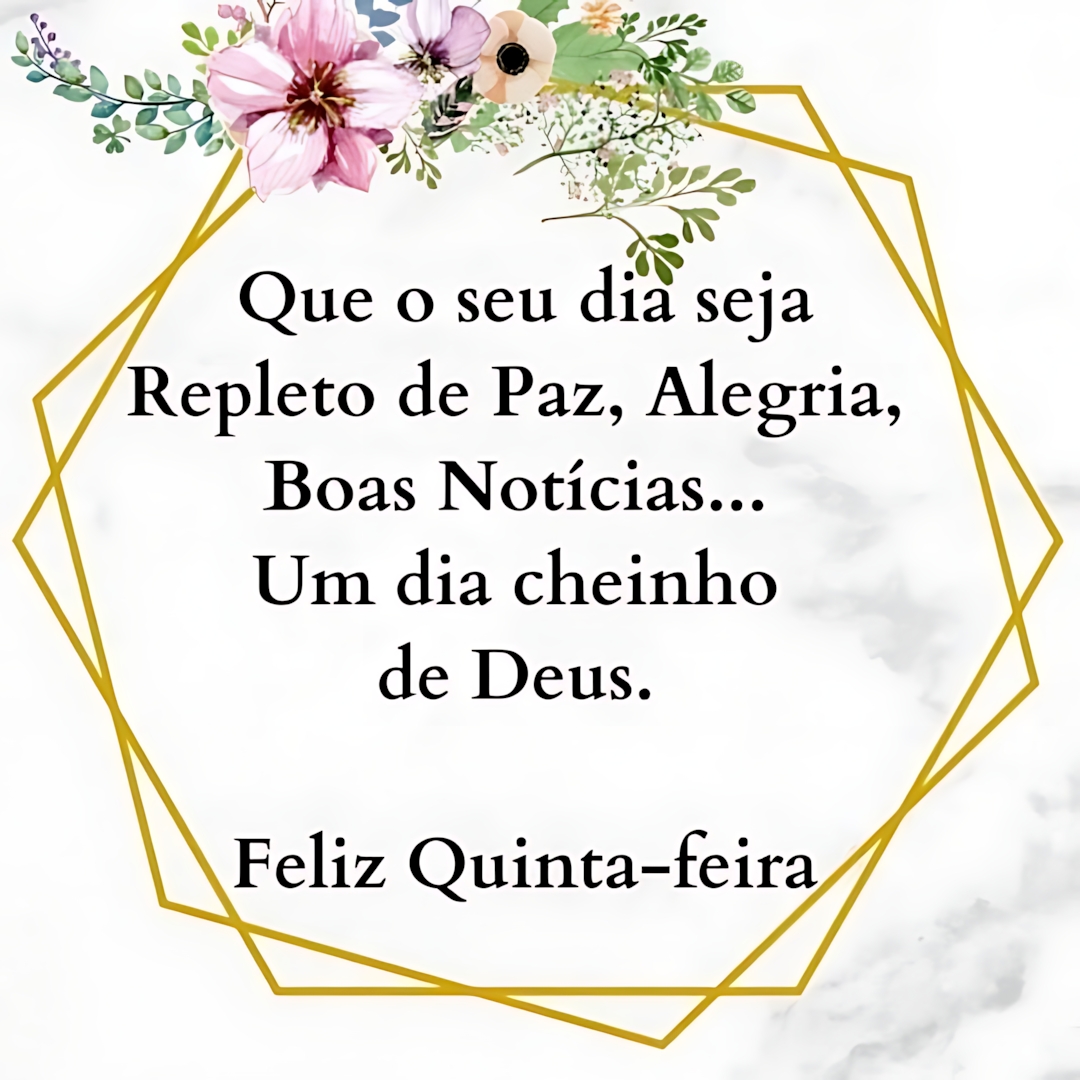 Que o seu dia seja
Repleto de Paz, Alegria,
Boas Notícias...
Um dia cheinho
de Deus.
Feliz Quinta-feira